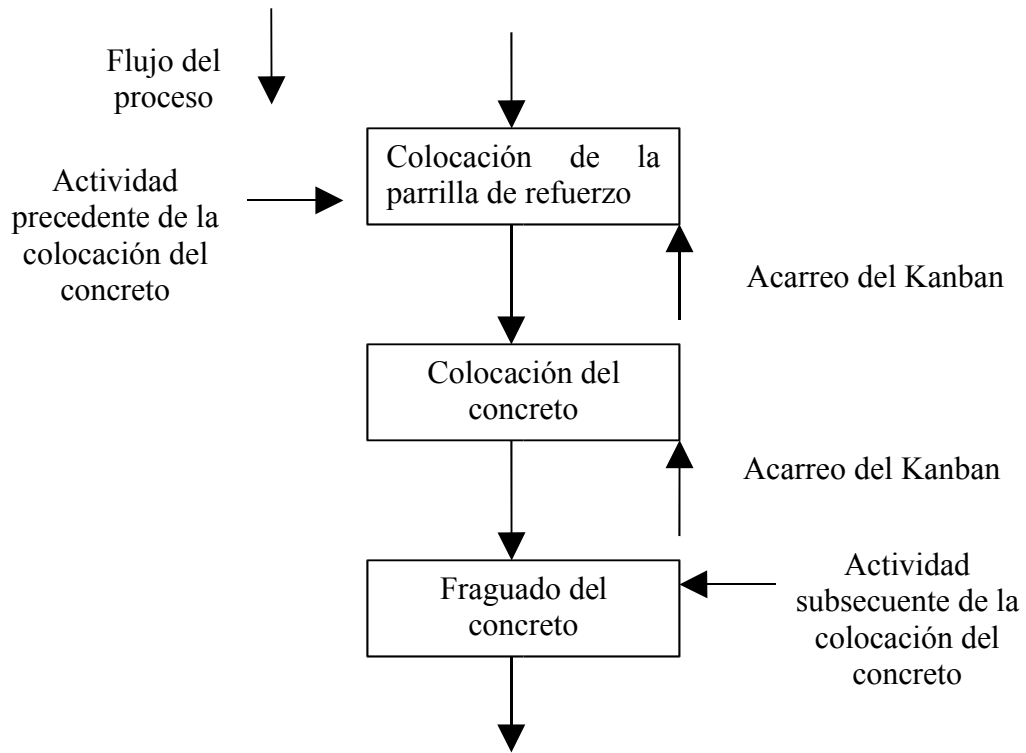 Flujo del
proceso
Colocación de la
parrilla de refuerzo
Actividad
precedente de la
colocación del
concreto
Acarreo del Kanban
Colocación del
concreto
Acarreo del Kanban
Fraguado del
concreto
Actividad
subsecuente de la
colocación del
concreto